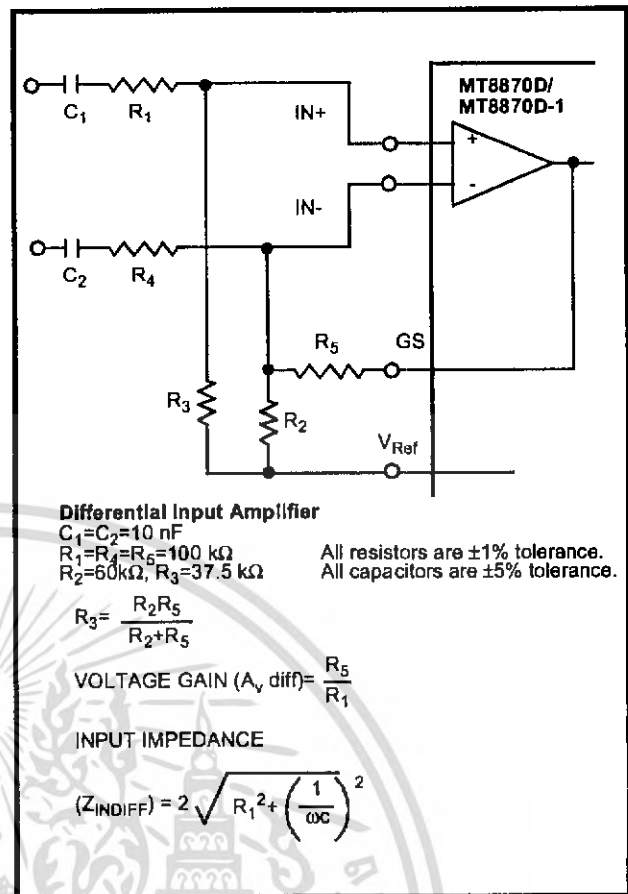 MT8870D/
MT8870D-1
C₁ R₁ IN+
+
-
IN-
C₂ R₄
R₅ GS
R₃ R₂
V_Ref
Differential Input Amplifier
C₁=C₂=10 nF
R₁=R₄=R₅=100 kΩ All resistors are ±1% tolerance.
R₂=60kΩ, R₃=37.5 kΩ All capacitors are ±5% tolerance.
R₃= R₂R₅ / R₂+R₅
VOLTAGE GAIN (Aᵥ diff)= R₅ / R₁
INPUT IMPEDANCE
(Z_INDIFF) = 2 √ R₁²+ (1 / ωc)²